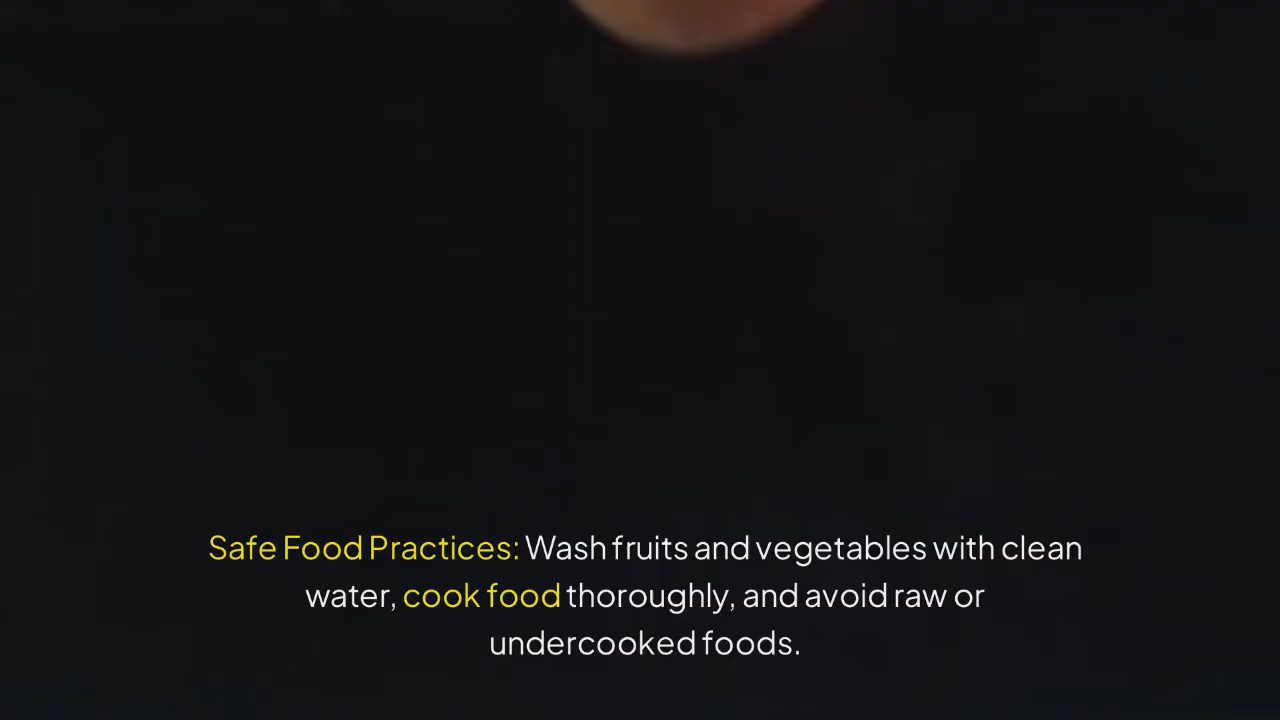 Safe Food Practices: Wash fruits and vegetables with clean
water, cook food thoroughly, and avoid raw or
undercooked foods.